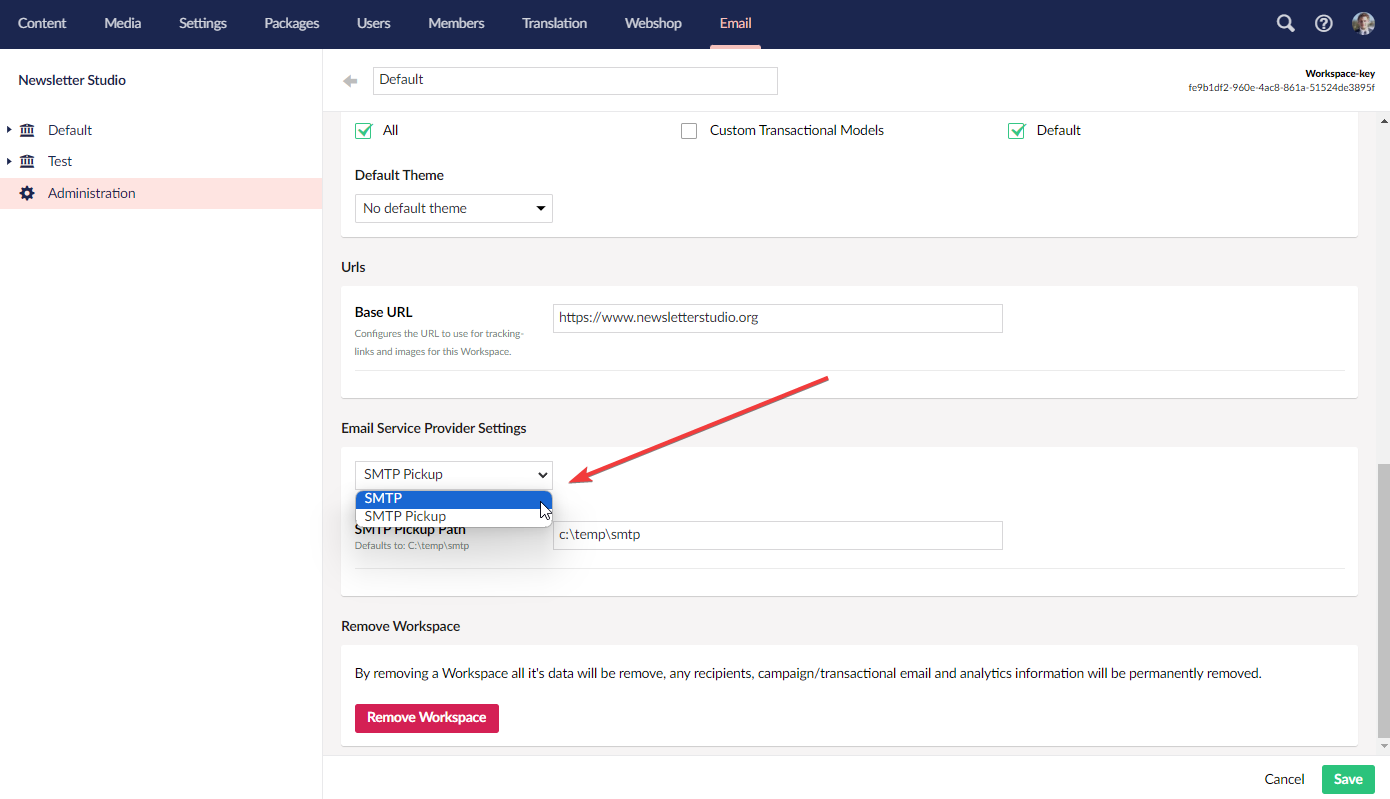 Content Media Settings Packages Users Members Translation Webshop Email
Newsletter Studio
Default
Test
Administration
Default
Workspace-key
fe9b1df2-960e-4ac8-861a-51524de3895f
All Custom Transactional Models Default
Default Theme
No default theme
Urls
Base URL
Configures the URL to use for tracking-
links and images for this Workspace.
https://www.newsletterstudio.org
Email Service Provider Settings
SMTP Pickup
SMTP
SMTP Pickup
SMTP Pickup Path
Defaults to: C:\temp\smtp
c:\temp\smtp
Remove Workspace
By removing a Workspace all it's data will be remove, any recipients, campaign/transactional email and analytics information will be permanently removed.
Remove Workspace
Cancel Save